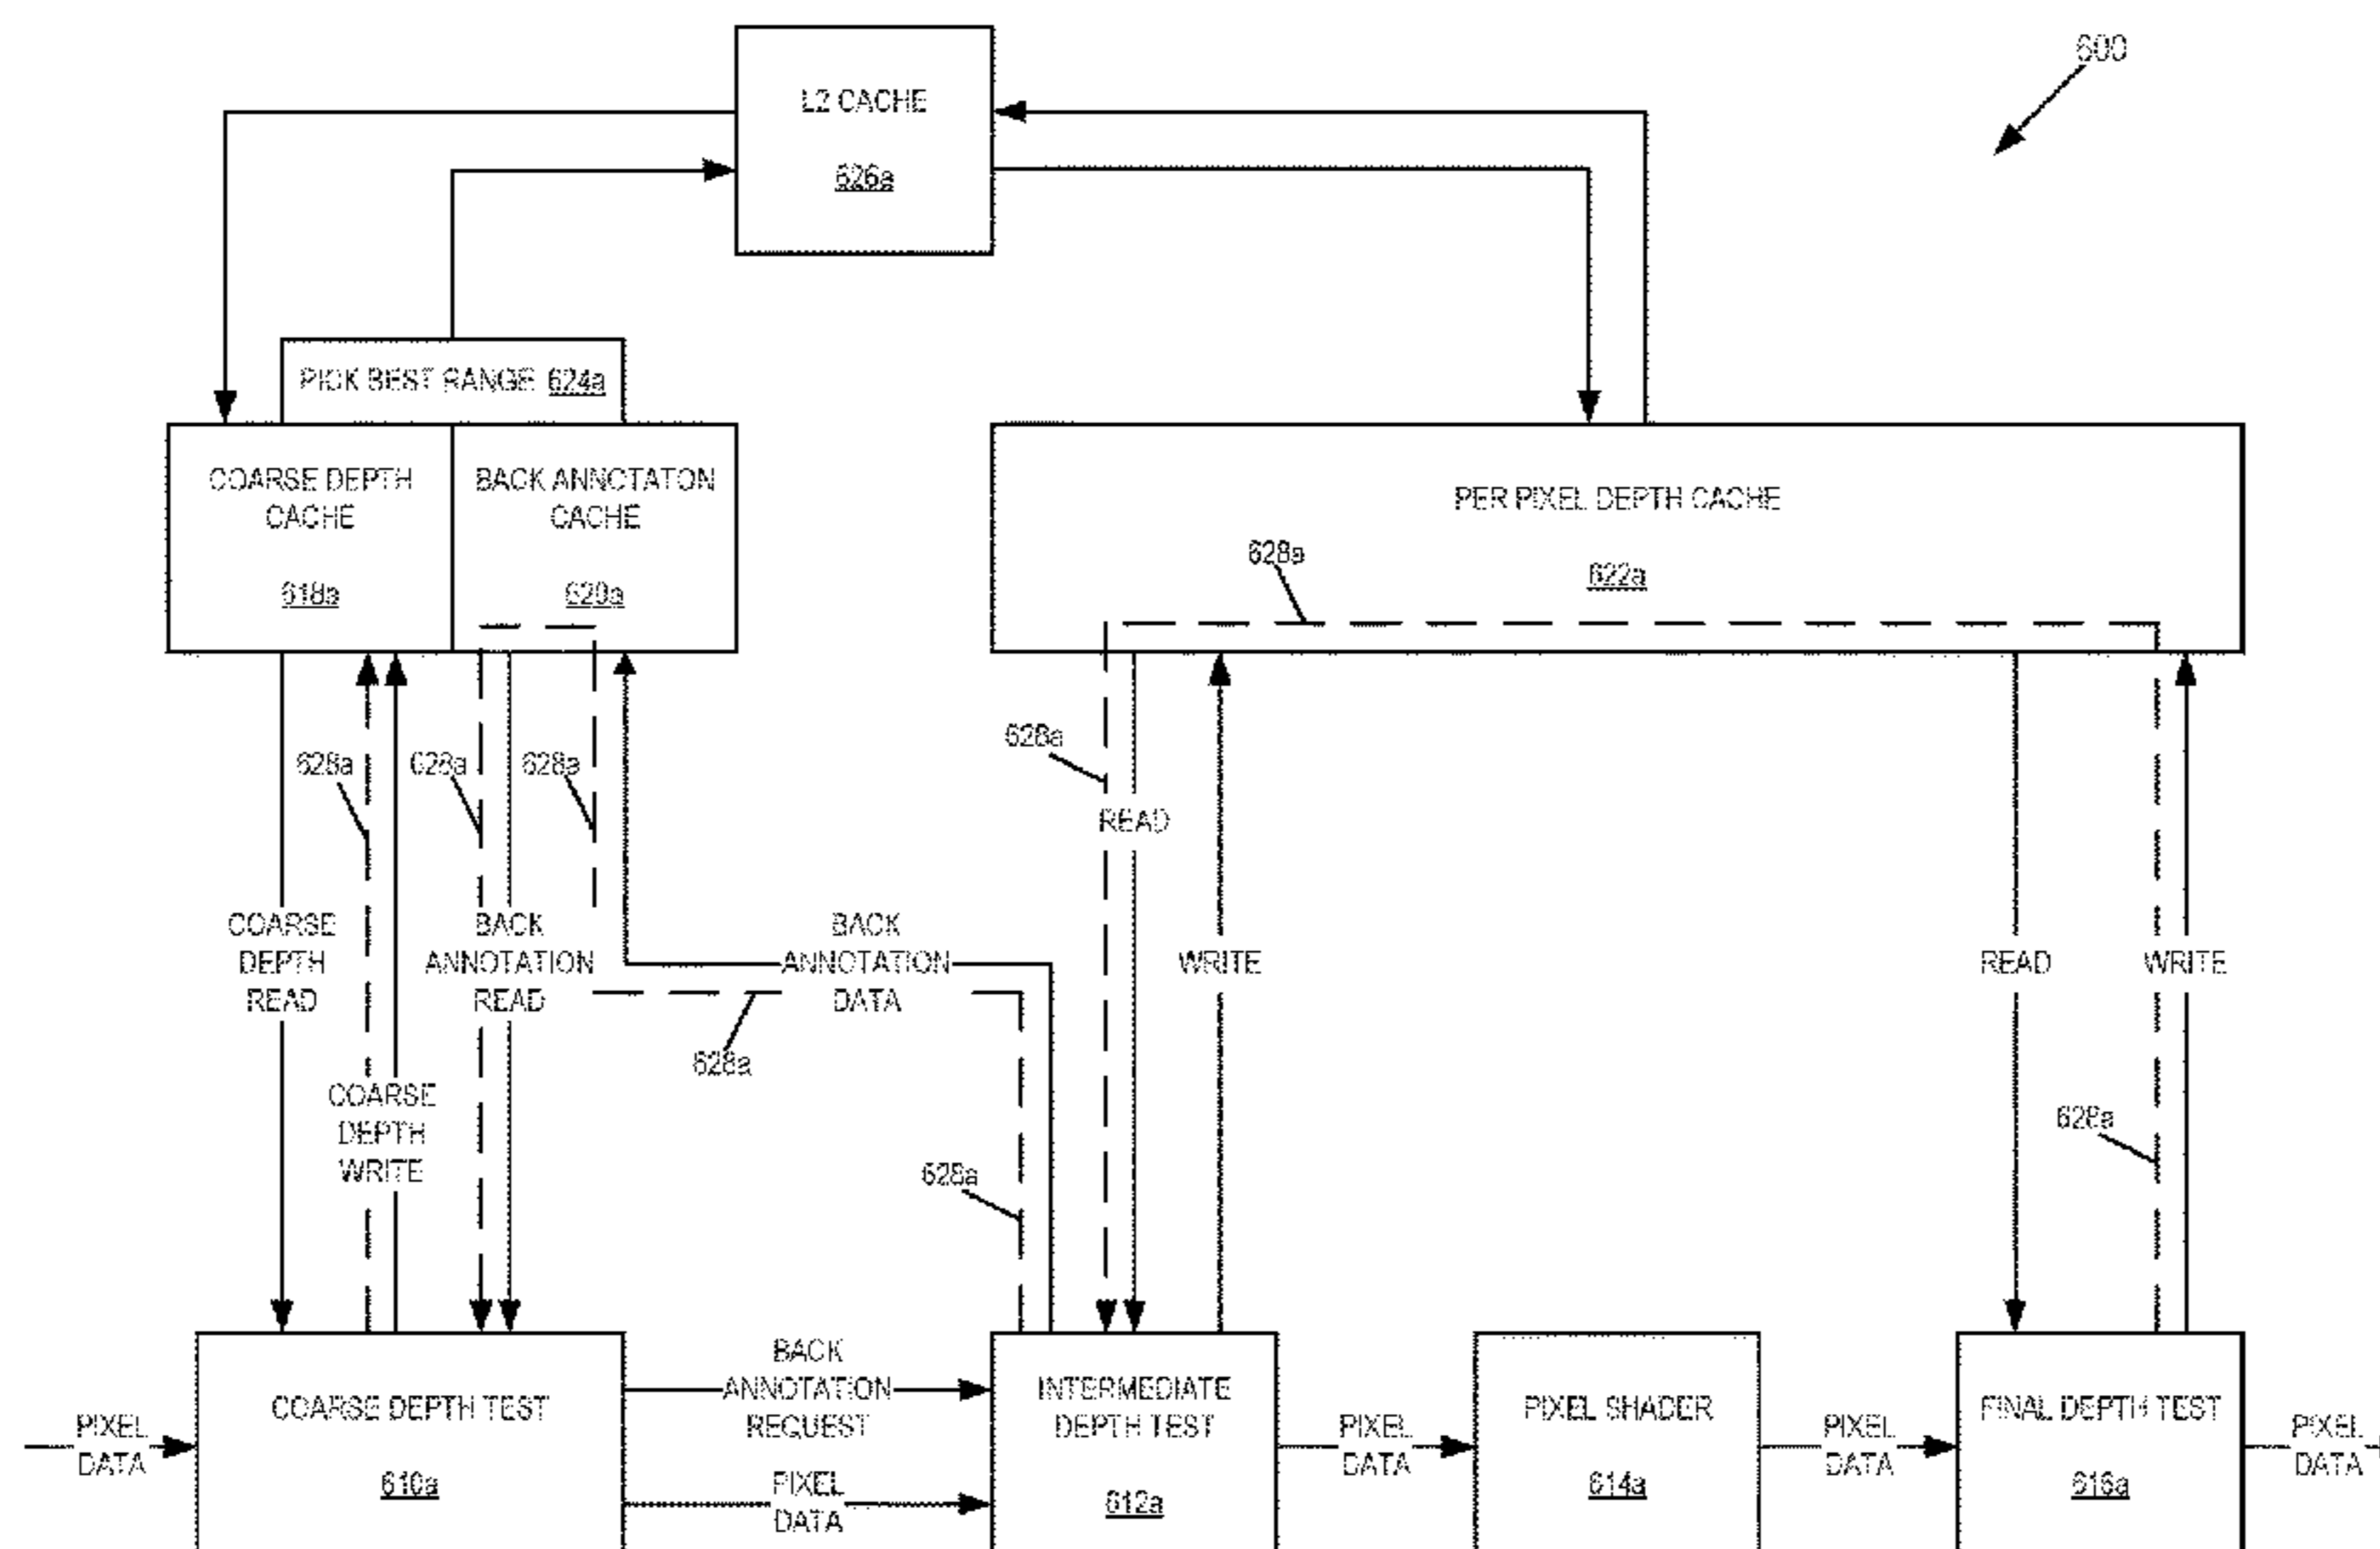 600
L2 CACHE
626a
PICK BEST RANGE 624a
COARSE DEPTH
CACHE
618a
BACK ANNOTATON
CACHE
620a
PER PIXEL DEPTH CACHE
622a
628a
628a
628a
628a
628a
READ
COARSE
DEPTH
READ
BACK
ANNOTATION
READ
BACK
ANNOTATION
DATA
WRITE
READ
WRITE
628a
COARSE
DEPTH
WRITE
628a
628a
PIXEL
DATA
COARSE DEPTH TEST
610a
BACK
ANNOTATION
REQUEST
PIXEL
DATA
INTERMEDIATE
DEPTH TEST
612a
PIXEL
DATA
PIXEL SHADER
614a
PIXEL
DATA
FINAL DEPTH TEST
616a
PIXEL
DATA